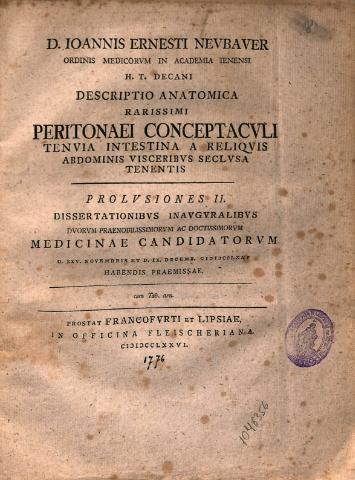 D. IOANNIS ERNESTI NEVBAVER
ORDINIS MEDICORVM IN ACADEMIA IENENSI
H. T. DECANI
DESCRIPTIO ANATOMICA
RARISSIMI
PERITONAEI CONCEPTACVLI
TENVIA INTESTINA A RELIQVIS
ABDOMINIS VISCERIBVS SECLVSA
TENENTIS
PROLVSIONES II.
DISSERTATIONIBVS INAVGVRALIBVS
DVORVM PRAENOBILISSIMORVM AC DOCTISSIMORVM
MEDICINAE CANDIDATORVM
D. XXV. NOVEMBRIS ET D. IX. DECEMB. CIƆIƆCCLXXV
HABENDIS PRAEMISSAE.
cum Tab. aen.
PROSTAT FRANCOFVRTI ET LIPSIAE,
IN OFFICINA FLEISCHERIANA.
CIƆIƆCCLXXVI.
1776
1048356